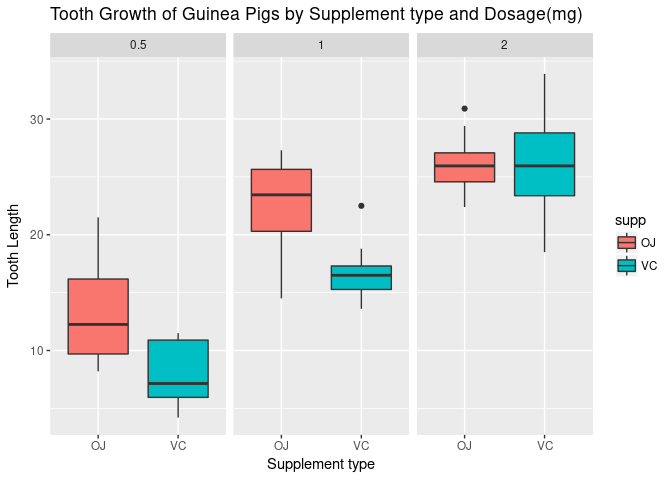 Tooth Growth of Guinea Pigs by Supplement type and Dosage(mg)
0.5 1 2
Tooth Length
30
20
10
OJ VC OJ VC OJ VC
Supplement type
supp
OJ
VC